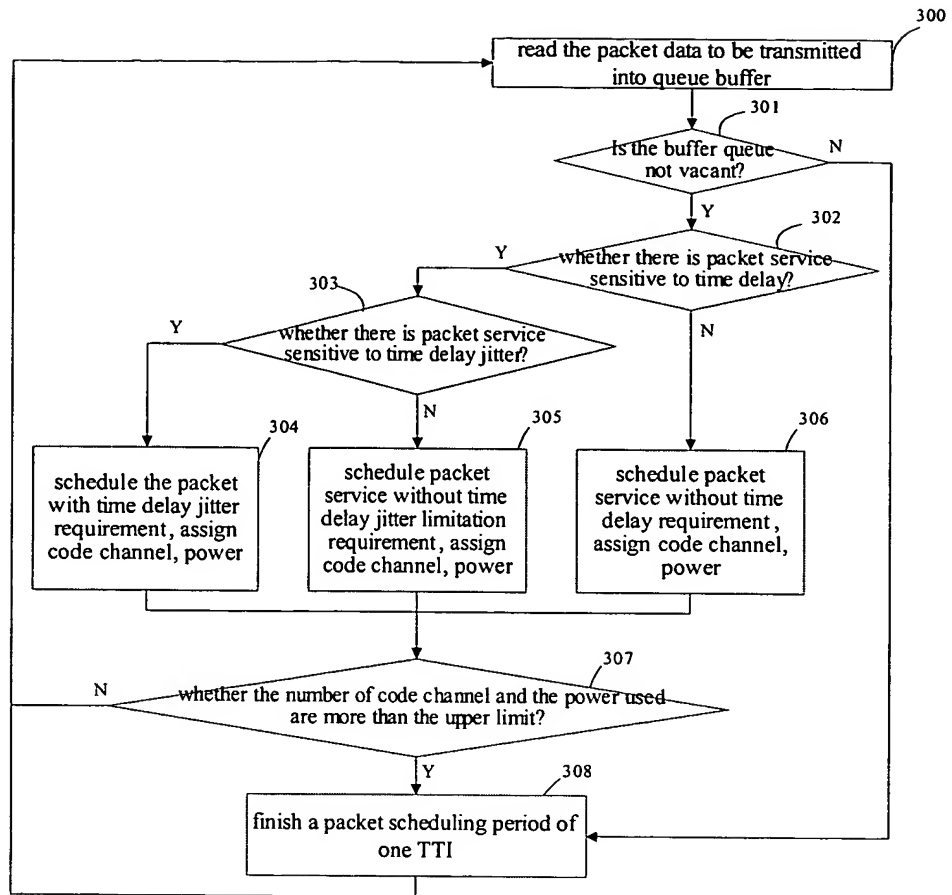 300
read the packet data to be transmitted
into queue buffer
301
Is the buffer queue
not vacant?
N
Y
302
whether there is packet service
sensitive to time delay?
Y
N
303
whether there is packet service
sensitive to time delay jitter?
Y
N
304
schedule the packet
with time delay jitter
requirement, assign
code channel, power
305
schedule packet
service without time
delay jitter limitation
requirement, assign
code channel, power
306
schedule packet
service without time
delay requirement,
assign code channel,
power
307
whether the number of code channel and the power used
are more than the upper limit?
N
Y
308
finish a packet scheduling period of
one TTI